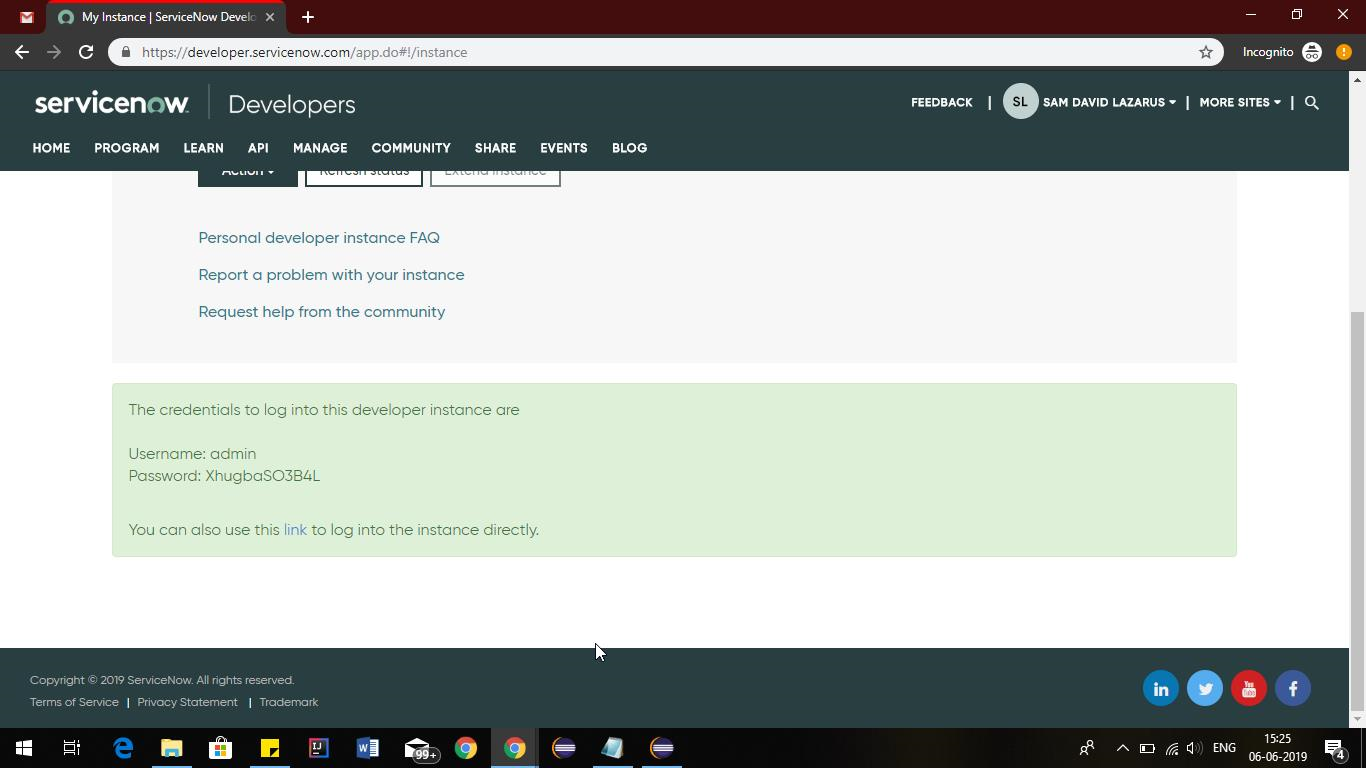 My Instance | ServiceNow Develo
https://developer.servicenow.com/app.do#!/instance
Incognito
servicenow
Developers
FEEDBACK | SL SAM DAVID LAZARUS | MORE SITES |
HOME PROGRAM LEARN API MANAGE COMMUNITY SHARE EVENTS BLOG
Action Refresh status Extend instance
Personal developer instance FAQ
Report a problem with your instance
Request help from the community
The credentials to log into this developer instance are
Username: admin
Password: XhugbaSO3B4L
You can also use this link to log into the instance directly.
Copyright © 2019 ServiceNow. All rights reserved.
Terms of Service | Privacy Statement | Trademark
in
You Tube
f
e
IJ
W
99+
ENG
15:25
06-06-2019
4